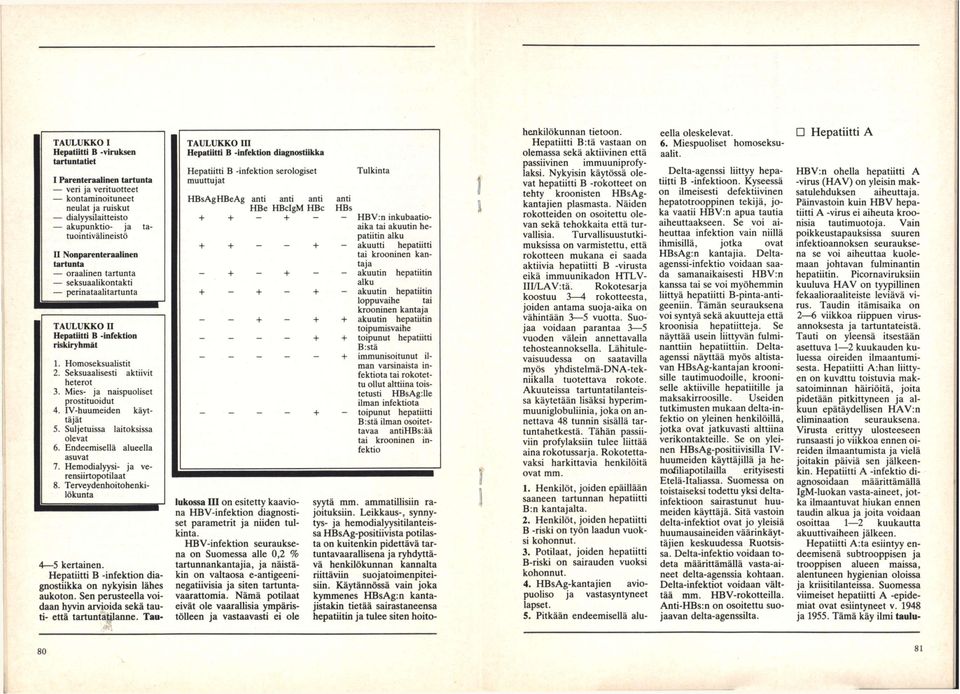 TAULUKKO I
Hepatiitti B -viruksen
tartuntatiet
I Parenteraalinen tartunta
— veri ja verituotteet
— kontaminoituneet
neulat ja ruiskut
— dialyysilaitteisto
— akupunktio- ja ta-
tuointivälineistö
II Nonparenteraalinen
tartunta
— oraalinen tartunta
— seksuaalikontakti
— perinataalitartunta
TAULUKKO II
Hepatiitti B -infektion
riskiryhmät
1. Homoseksualistit
2. Seksuaalisesti aktiivit
heterot
3. Mies- ja naispuoliset
prostituoidut
4. IV-huumeiden käyt-
täjät
5. Suljetuissa laitoksissa
olevat
6. Endeemisellä alueella
asuvat
7. Hemodialyysi- ja ve-
rensiirtopotilaat
8. Terveydenhoitohenki-
lökunta
4—5 kertainen.
Hepatiitti B -infektion dia-
gnostiikka on nykyisin lähes
aukoton. Sen perusteella voi-
daan hyvin arvioida sekä tau-
ti- että tartuntatilanne. Tau-
TAULUKKO III
Hepatiitti B -infektion diagnostiikka
Hepatiitti B -infektion serologiset Tulkinta
muuttujat
HBsAg HBeAg anti anti anti anti
HBe HBcIgM HBc HBs
+ + − − − − HBV:n inkubaatio-
aika tai akuutin he-
patiitin alku
+ + − − + − akuutti hepatiitti
tai krooninen kan-
taja
− + − + − − akuutin hepatiitin
alku
+ − + − + − akuutin hepatiitin
loppuvaihe tai
krooninen kantaja
− − − + − + + akuutin hepatiitin
toipumisvaihe
− − − − + + toipunut hepatiitti
B:stä
− − − − − + immunisoitunut il-
man varsinaista in-
fektiota tai rokotet-
tu ollut alttiina tois-
tetusti HBsAg:lle
ilman infektiota
− − − − + − toipunut hepatiitti
B:stä ilman osoitet-
tavaa antiHBs:ää
tai krooninen in-
fektio
lukossa III on esitetty kaavio-
na HBV-infektion diagnosti-
set parametrit ja niiden tul-
kinta.
HBV-infektion seuraukse-
na on Suomessa alle 0,2 %
tartunnankantajia, ja näistä-
kin on valtaosa e-antigeeni-
negatiivisia ja siten tartunta-
vaarattomia. Nämä potilaat
eivät ole vaarallisia ympäris-
tölleen ja vastaavasti ei ole
syytä mm. ammatillisiin ra-
joituksiin. Leikkaus-, synny-
tys- ja hemodialyysitilanteis-
sa HBsAg-positiivista potilas-
ta on kuitenkin pidettävä tar-
tuntavaarallisena ja ryhdyttä-
vä henkilökunnan kannalta
riittäviin suojatoimenpitei-
siin. Käytännössä vain joka
kymmenes HBsAg:n kanta-
jistakin tietää sairastaneensa
hepatiitin ja tulee siten hoito-
80
henkilökunnan tietoon.
Hepatiitti B:tä vastaan on
olemassa sekä aktiivinen että
passiivinen immuuniprofy-
laksi. Nykyisin käytössä ole-
vat hepatiitti B -rokotteet on
tehty kroonisten HBsAg-
kantajien plasmasta. Näiden
rokotteiden on osoitettu ole-
van sekä tehokkaita että tur-
vallisia. Turvallisuustutki-
muksissa on varmistettu, että
rokotteen mukana ei saada
aktiivia hepatiitti B -virusta
eikä immuunikadon HTLV-
III/LAV:tä. Rokotesarja
koostuu 3—4 rokotteesta,
joiden antama suoja-aika on
vähintään 3—5 vuotta. Suo-
jaa voidaan parantaa 3—5
vuoden välein annettavalla
tehosteannoksella. Lähitule-
vaisuudessa on saatavilla
myös yhdistelmä-DNA-tek-
niikalla tuotettava rokote.
Akuuteissa tartuntatilanteis-
sa käytetään lisäksi hyperim-
muuniglobuliinia, joka on an-
nettava 48 tunnin sisällä tar-
tuntahetkestä. Tähän passii-
viin profylaksiin tulee liittää
aina rokotussarja. Rokotetta-
vaksi harkittavia henkilöitä
ovat mm.
1. Henkilöt, joiden epäillään
saaneen tartunnan hepatiitti
B:n kantajalta.
2. Henkilöt, joiden hepatiitti
B -riski on työn laadun vuok-
si kohonnut.
3. Potilaat, joiden hepatiitti
B-riski on sairauden vuoksi
kohonnut.
4. HBsAg-kantajien avio-
puoliso ja vastasyntyneet
lapset.
5. Pitkään endeemisellä alu-
eella oleskelevat.
6. Miespuoliset homoseksu-
aalit.
Delta-agenssi liittyy hepa-
tiitti B -infektioon. Kyseessä
on ilmeisesti defektiivinen
hepatotrooppinen tekijä, jo-
ka vaatii HBV:n apua tautia
aiheuttaakseen. Se voi ai-
heuttaa infektion vain niillä
ihmisillä, jotka ovat
HBsAg:n kantajia. Delta-
agenssi-infektio voidaan saa-
da samanaikaisesti HBV:n
kanssa tai se voi myöhemmin
liittyä hepatiitti B-pinta-anti-
geeniin. Tämän seurauksena
voi syntyä sekä akuutteja että
kroonisia hepatiitteja. Se
näyttää usein liittyvän fulmi-
nanttiin hepatiittiin. Delta-
agenssi näyttää myös altista-
van HBsAg-kantajan krooni-
sille tautimuodoille, krooni-
selle aktiiville hepatiitille ja
maksakirroosille. Useiden
tutkimusten mukaan delta-in-
fektio on yleinen henkilöillä,
jotka ovat jatkuvasti alttiina
verikontakteille. Se on ylei-
nen HBsAg-positiivisilla IV-
huumeiden käyttäjillä ja he-
mofiliapotilailla erityisesti
Etelä-Italiassa. Suomessa on
toistaiseksi todettu yksi delta-
infektioon sairastunut huu-
meiden käyttäjä. Sitä vastoin
delta-infektiot ovat jo yleisiä
huumausaineiden väärinkäyt-
täjien keskuudessa Ruotsis-
sa. Delta-infektio voidaan to-
deta määrittämällä vasta-ai-
neet delta-agenssia kohtaan.
Delta-infektiot voidaan vält-
tää mm. HBV-rokotteilla.
Anti-HBs:n on osoitettu suo-
jaavan delta-agenssilta.
☐ Hepatiitti A
HBV:n ohella hepatiitti A
-virus (HAV) on yleisin mak-
satulehduksen aiheuttaja.
Päinvastoin kuin HBV hepa-
tiitti A -virus ei aiheuta kroo-
nisia tautimuotoja. Vain
poikkeustapauksissa suuren
infektioannoksen seuraukse-
na se voi aiheuttaa kuole-
maan johtavan fulminantin
hepatiitin. Picornaviruksiin
kuuluva HAV on tyypillinen
fekaalioraaliteiste leviävä vi-
rus. Taudin itämisaika on
2—6 viikkoa riippuen virus-
annoksesta ja tartuntatiestä.
Tauti on yleensä itsestään
asettuva 1—2 kuukauden ku-
luessa oireiden ilmaantumi-
sesta. Hepatiitti A:han liittyy
satunnaisesti maksan toimin-
sairastaminen häiriöitä, joita
pidetään pitkittyneen ja al-
kuun epätäydellisen HAV:n
eliminaation seurauksena.
Virusta erittyy ulosteeseen
runsaasti jo viikkoa ennen oi-
reiden ilmaantumista ja vielä
joitakin päiviä sen jälkeen-
kin. Hepatiitti A -infektio di-
agnosoidaan määrittämällä
IgM-luokan vasta-aineet, jot-
ka ilmaantuvat hiukan ennen
taudin alkua ja joita voidaan
osoittaa 1—2 kuukautta
akuuttivaiheen jälkeen.
Hepatiitti A:ta esiintyy en-
deemisenä subtrooppisen ja
trooppisen alueen maissa,
alentuneen hygienian oloissa
ja kriisitilanteissa. Suomessa
viimeiset hepatiitti A -epide-
miat ovat esiintyneet v. 1948
ja 1955. Tämä käy ilmi taulu-
81